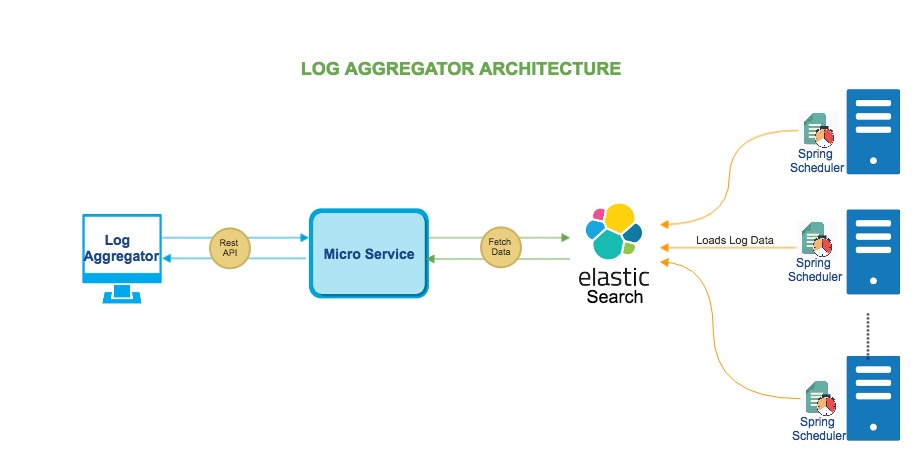 LOG AGGREGATOR ARCHITECTURE
Spring
Scheduler
Log
Aggregator
Rest
API
Micro Service
Fetch
Data
elastic
Search
Loads Log Data
Spring
Scheduler
Spring
Scheduler